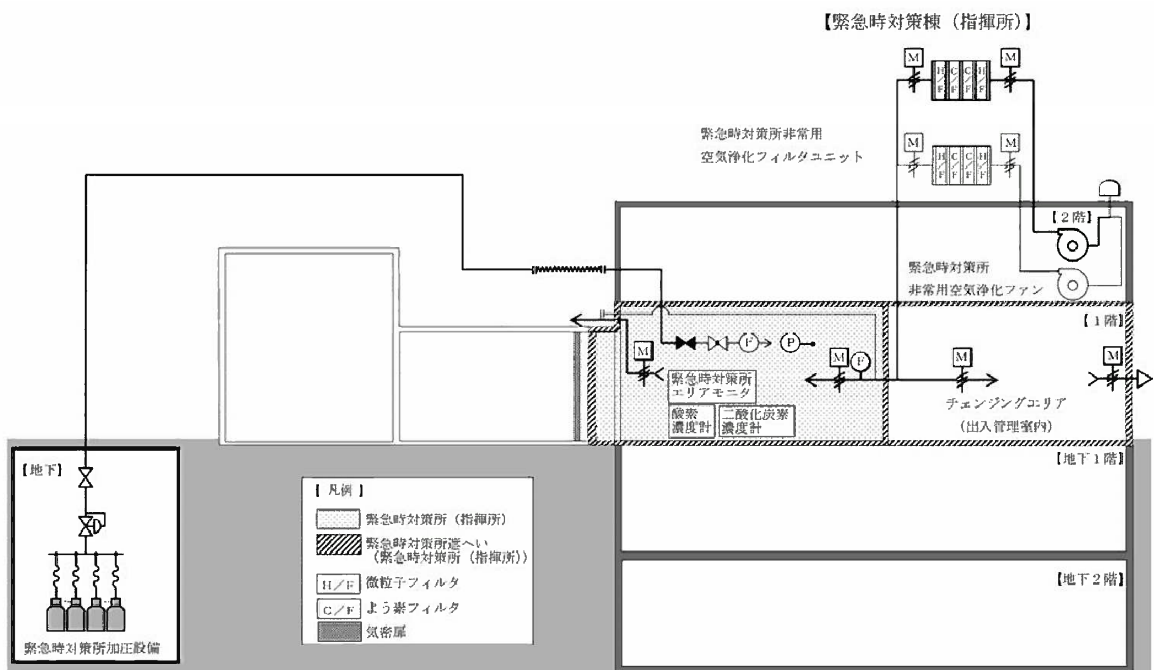 【緊急時対策棟（指揮所）】
M
M
H/F
C/F
C/F
H/F
緊急時対策所非常用
空気浄化フィルタユニット
M
M
H/F
C/F
C/F
H/F
【2階】
緊急時対策所
非常用空気浄化ファン
【1階】
M
F
P
M
F
M
M
緊急時対策所
エリアモニタ
酸素
濃度計
二酸化炭素
濃度計
チェンジングエリア
（出入管理室内）
【地下】
【地下1階】
【地下2階】
【凡例】
緊急時対策所（指揮所）
緊急時対策所遮へい
（緊急時対策所（指揮所））
H/F
微粒子フィルタ
C/F
よう素フィルタ
気密扉
緊急時対策所加圧設備